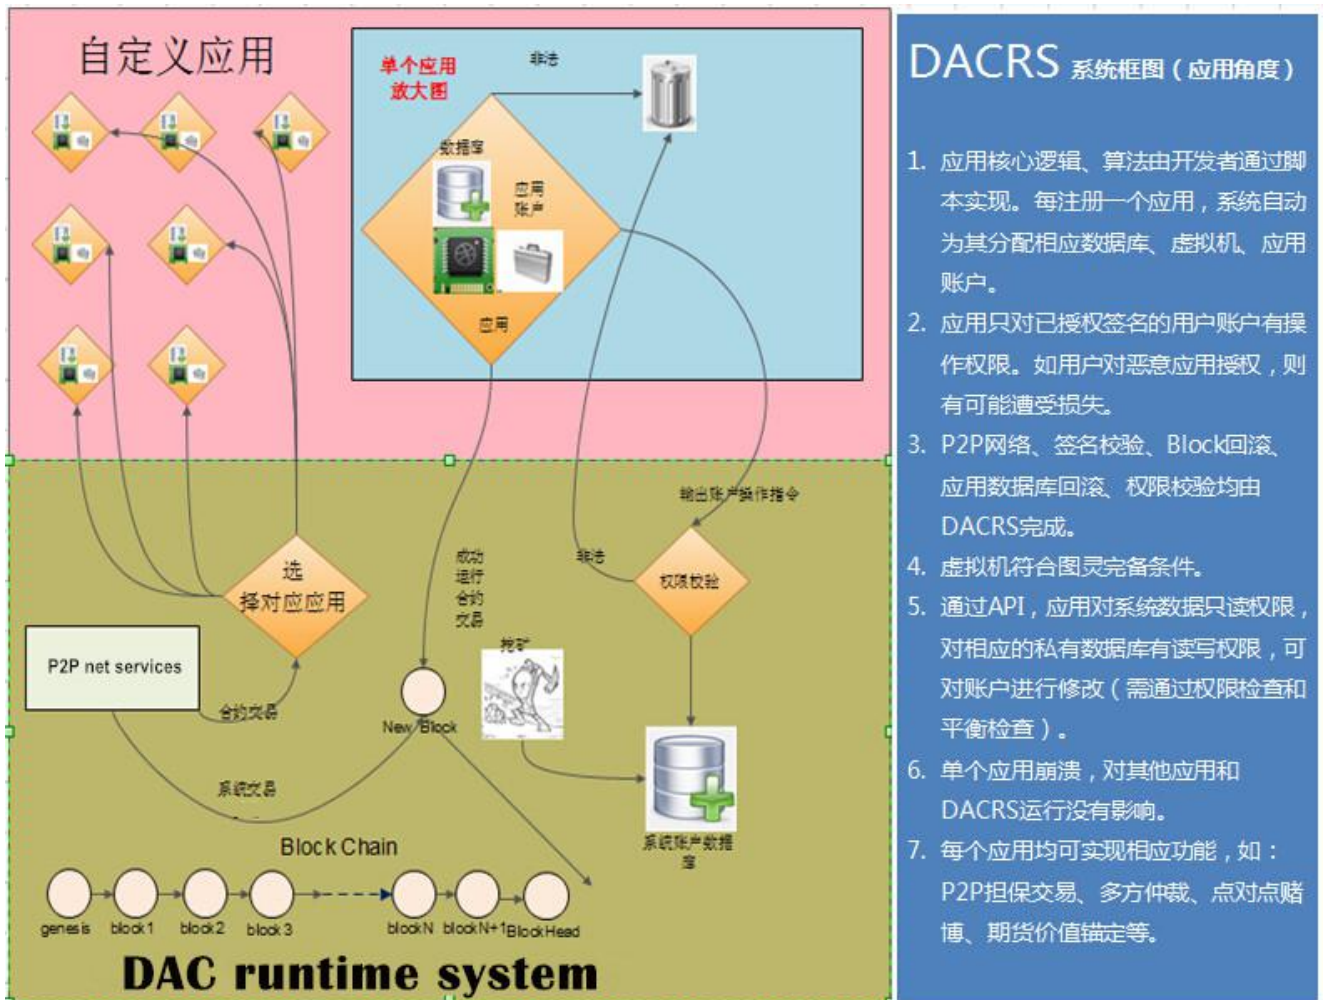 自定义应用
单个应用
放大图
非法
数据库
应用
账户
应用
输出账户操作指令
成功
运行
合约
交易
非法
权限校验
选
择对应应用
P2P net services
合约交易
挖矿
New Block
系统交易
系统账户数据
库
Block Chain
genesis
block1
block2
block3
blockN
blockN+1
BlockHead
DAC runtime system
DACRS 系统框图（应用角度）
1. 应用核心逻辑、算法由开发者通过脚
本实现。每注册一个应用，系统自动
为其分配相应数据库、虚拟机、应用
账户。
2. 应用只对已授权签名的用户账户有操
作权限。如用户对恶意应用授权，则
有可能遭受损失。
3. P2P网络、签名校验、Block回滚、
应用数据库回滚、权限校验均由
DACRS完成。
4. 虚拟机符合图灵完备条件。
5. 通过API，应用对系统数据只读权限，
对相应的私有数据库有读写权限，可
对账户进行修改（需通过权限检查和
平衡检查）。
6. 单个应用崩溃，对其他应用和
DACRS运行没有影响。
7. 每个应用均可实现相应功能，如：
P2P担保交易、多方仲裁、点对点赌
博、期货价值锚定等。